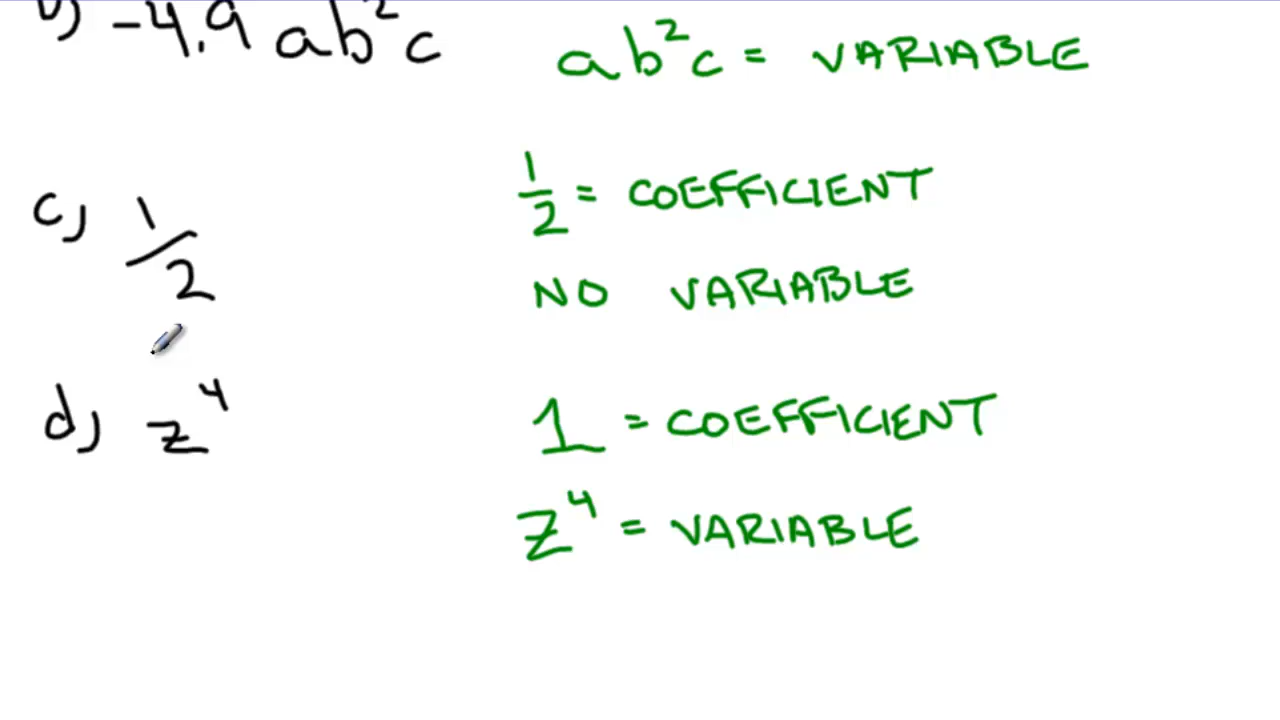 b) -4.9 ab²c
ab²c = VARIABLE
c) 1/2
1/2 = COEFFICIENT
NO VARIABLE
d) z⁴
1 = COEFFICIENT
z⁴ = VARIABLE